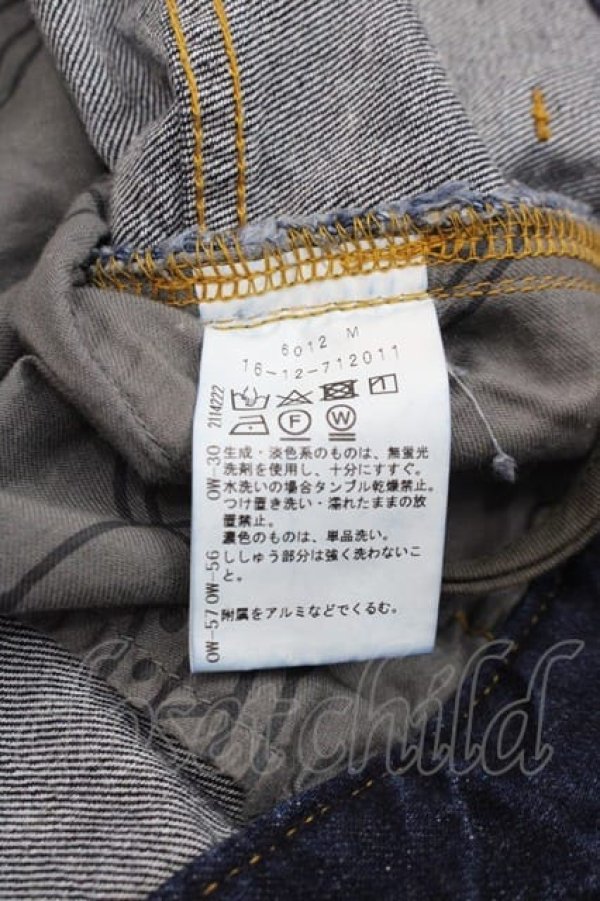 6012 M
16-12-712011
2114222
F
W
OW-30
生成・淡色系のものは、無蛍光
洗剤を使用し、十分にすすぐ。
水洗いの場合タンブル乾燥禁止。
つけ置き洗い・濡れたままの放
置禁止。
濃色のものは、単品洗い。
ししゅう部分は強く洗わないこ
と。
OW-57 OW-56
附属をアルミなどでくるむ。
closetchild